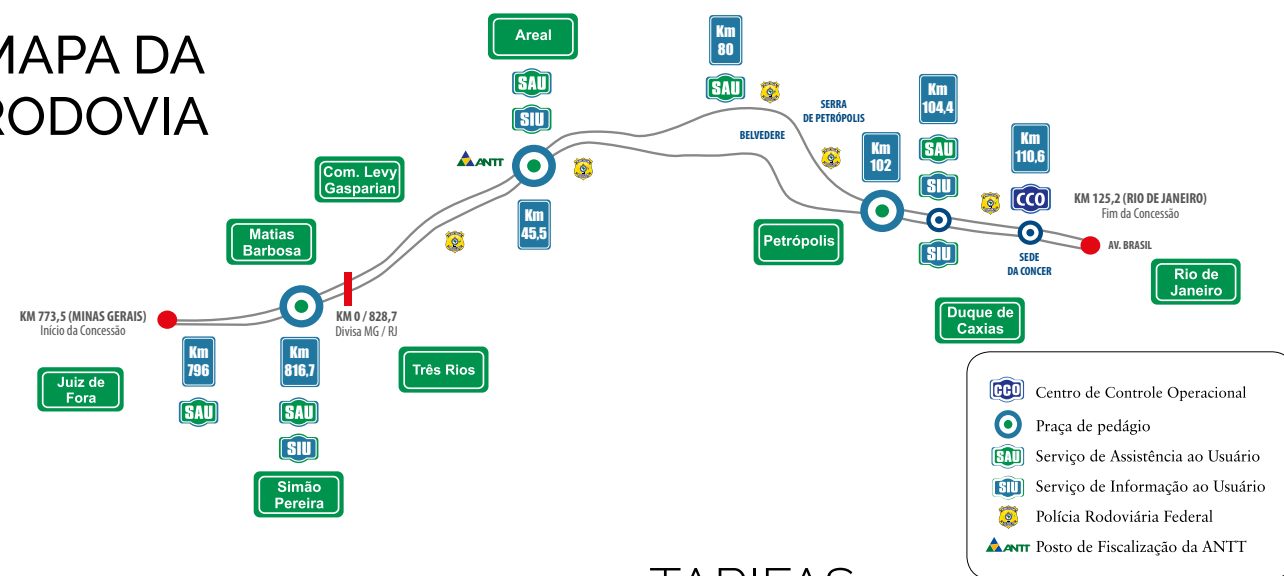 MAPA DA
RODOVIA
Areal
SAU
SIU
ANTT
Km
45,5
Km
80
SAU
SERRA
DE PETRÓPOLIS
BELVEDERE
Km
102
Km
104,4
SAU
SIU
SIU
Km
110,6
CCO
SEDE
DA CONCER
KM 125,2 (RIO DE JANEIRO)
Fim da Concessão
AV. BRASIL
Rio de
Janeiro
Duque de
Caxias
Petrópolis
Com. Levy
Gasparian
Matias
Barbosa
KM 773,5 (MINAS GERAIS)
Início da Concessão
KM 0 / 828,7
Divisa MG / RJ
Três Rios
Juiz de
Fora
Km
796
SAU
Km
816,7
SAU
SIU
Simão
Pereira
CCO Centro de Controle Operacional
Praça de pedágio
SAU Serviço de Assistência ao Usuário
SIU Serviço de Informação ao Usuário
Polícia Rodoviária Federal
ANTT Posto de Fiscalização da ANTT
TARIFAS